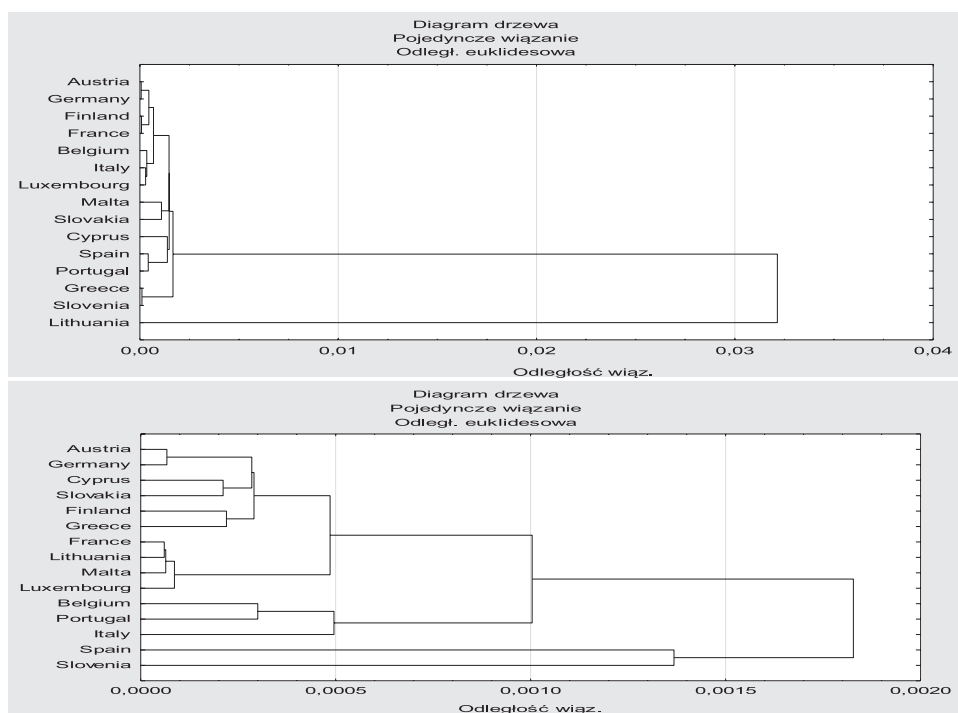 Diagram drzewa
Pojedyncze wiązanie
Odległ. euklidesowa
Austria
Germany
Finland
France
Belgium
Italy
Luxembourg
Malta
Slovakia
Cyprus
Spain
Portugal
Greece
Slovenia
Lithuania
0,00 0,01 0,02 0,03 0,04
Odległość wiąz.
Diagram drzewa
Pojedyncze wiązanie
Odległ. euklidesowa
Austria
Germany
Cyprus
Slovakia
Finland
Greece
France
Lithuania
Malta
Luxembourg
Belgium
Portugal
Italy
Spain
Slovenia
0,0000 0,0005 0,0010 0,0015 0,0020
Odległość wiąz.